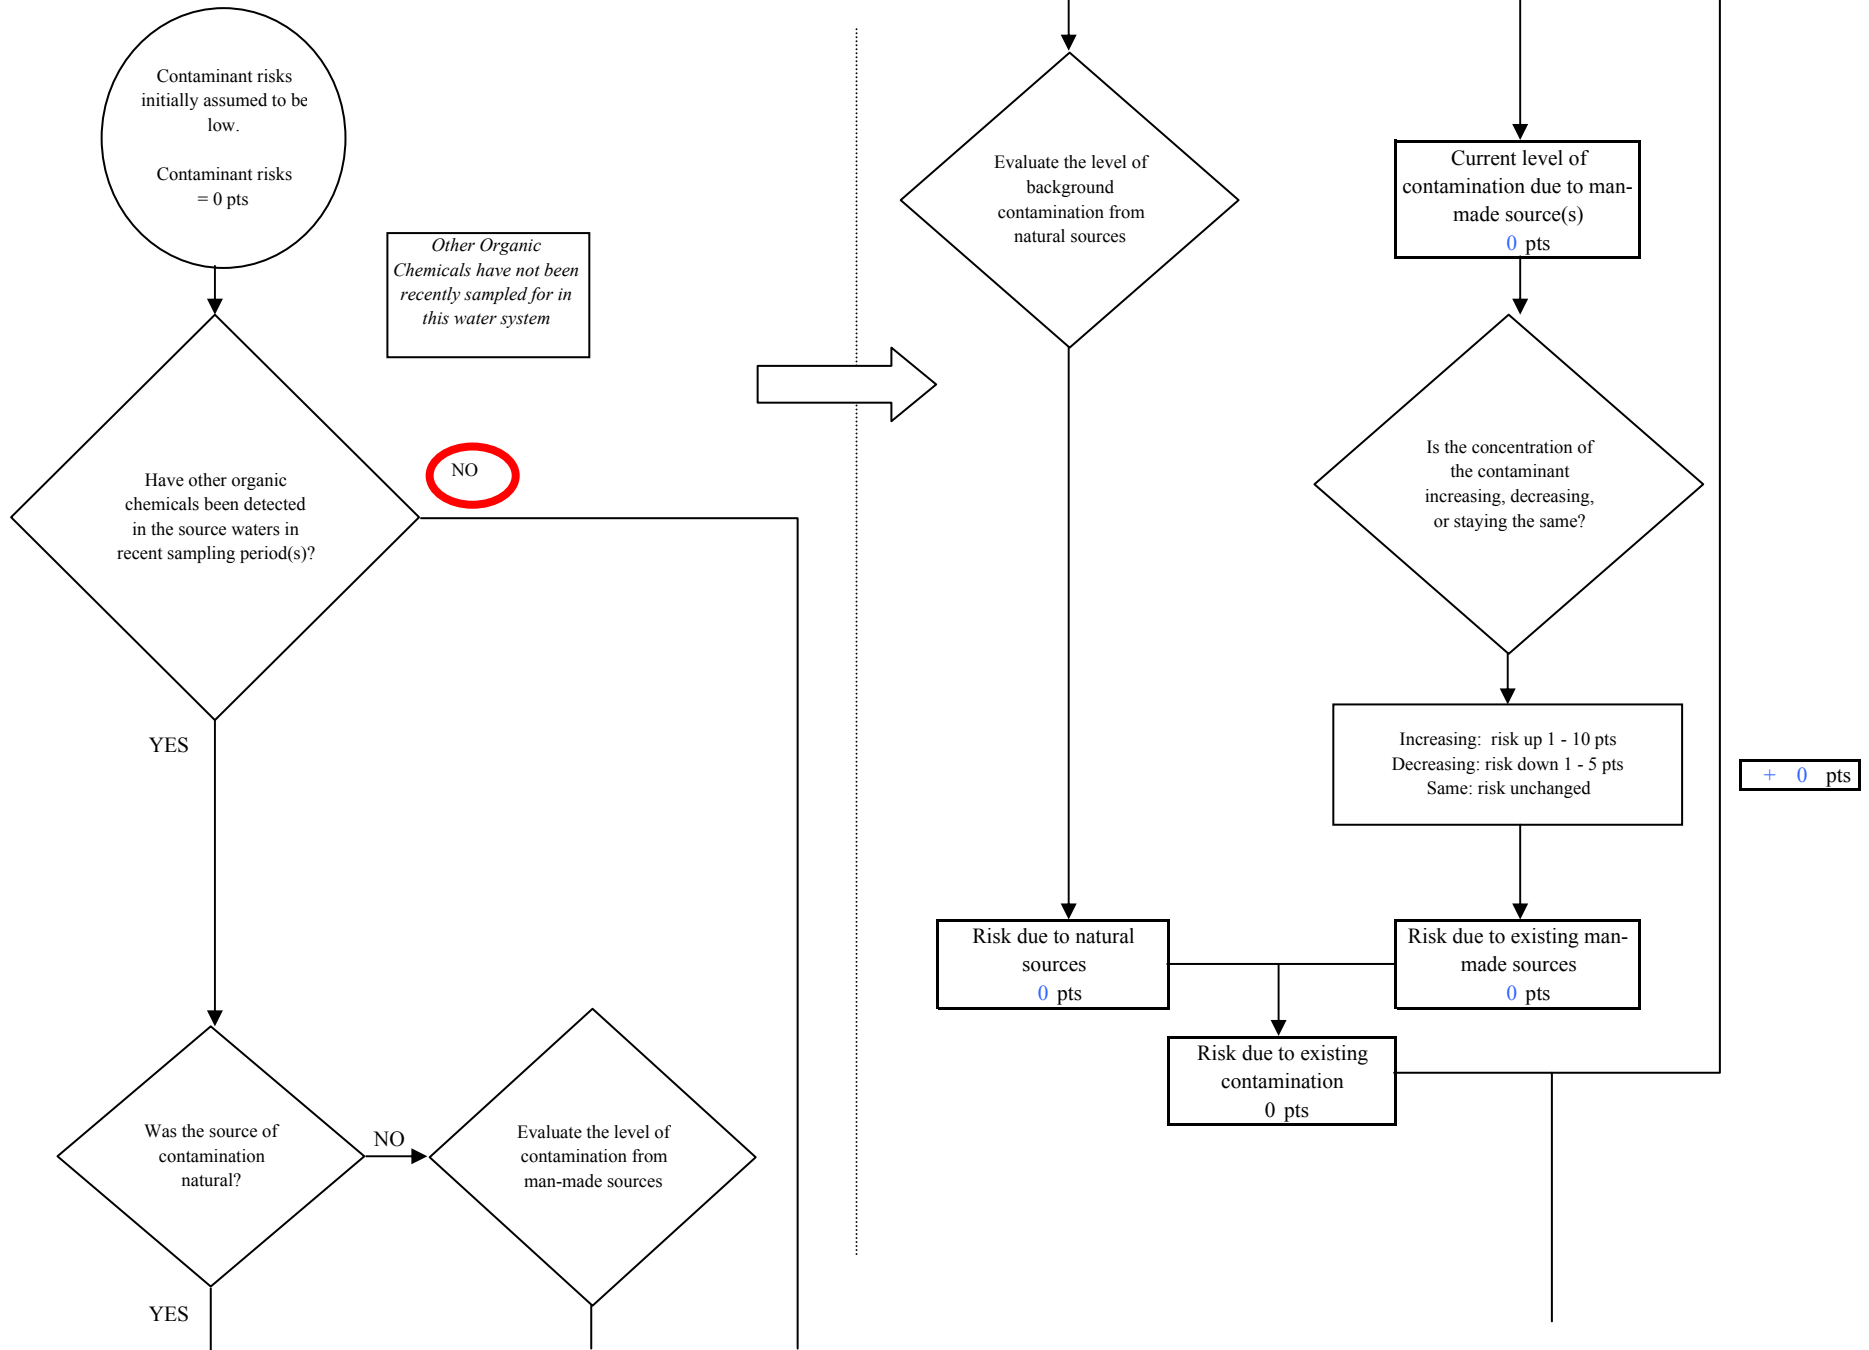 Contaminant risks
initially assumed to be
low.
Contaminant risks
= 0 pts
Other Organic
Chemicals have not been
recently sampled for in
this water system
Have other organic
chemicals been detected
in the source waters in
recent sampling period(s)?
NO
YES
Was the source of
contamination
natural?
NO
Evaluate the level of
contamination from
man-made sources
YES
Evaluate the level of
background
contamination from
natural sources
Current level of
contamination due to man-
made source(s)
0 pts
Is the concentration of
the contaminant
increasing, decreasing,
or staying the same?
Increasing: risk up 1 - 10 pts
Decreasing: risk down 1 - 5 pts
Same: risk unchanged
+ 0 pts
Risk due to natural
sources
0 pts
Risk due to existing man-
made sources
0 pts
Risk due to existing
contamination
0 pts